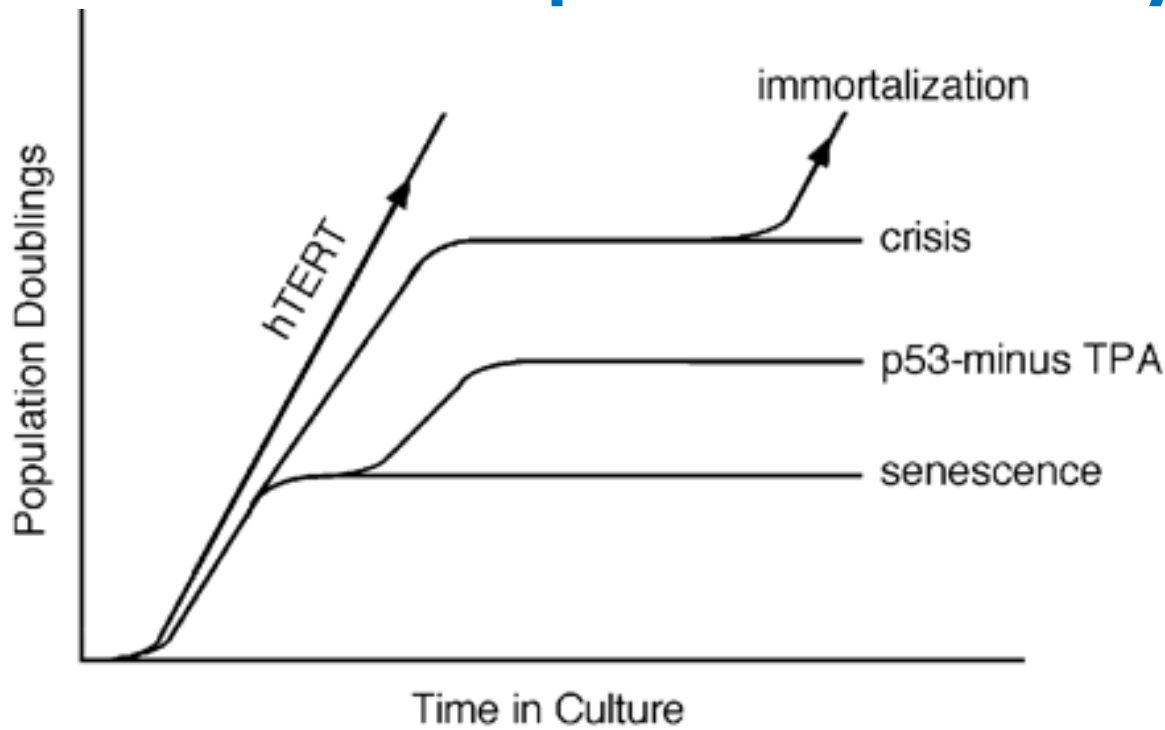 immortalization
crisis
hTERT
p53-minus TPA
senescence
Population Doublings
Time in Culture